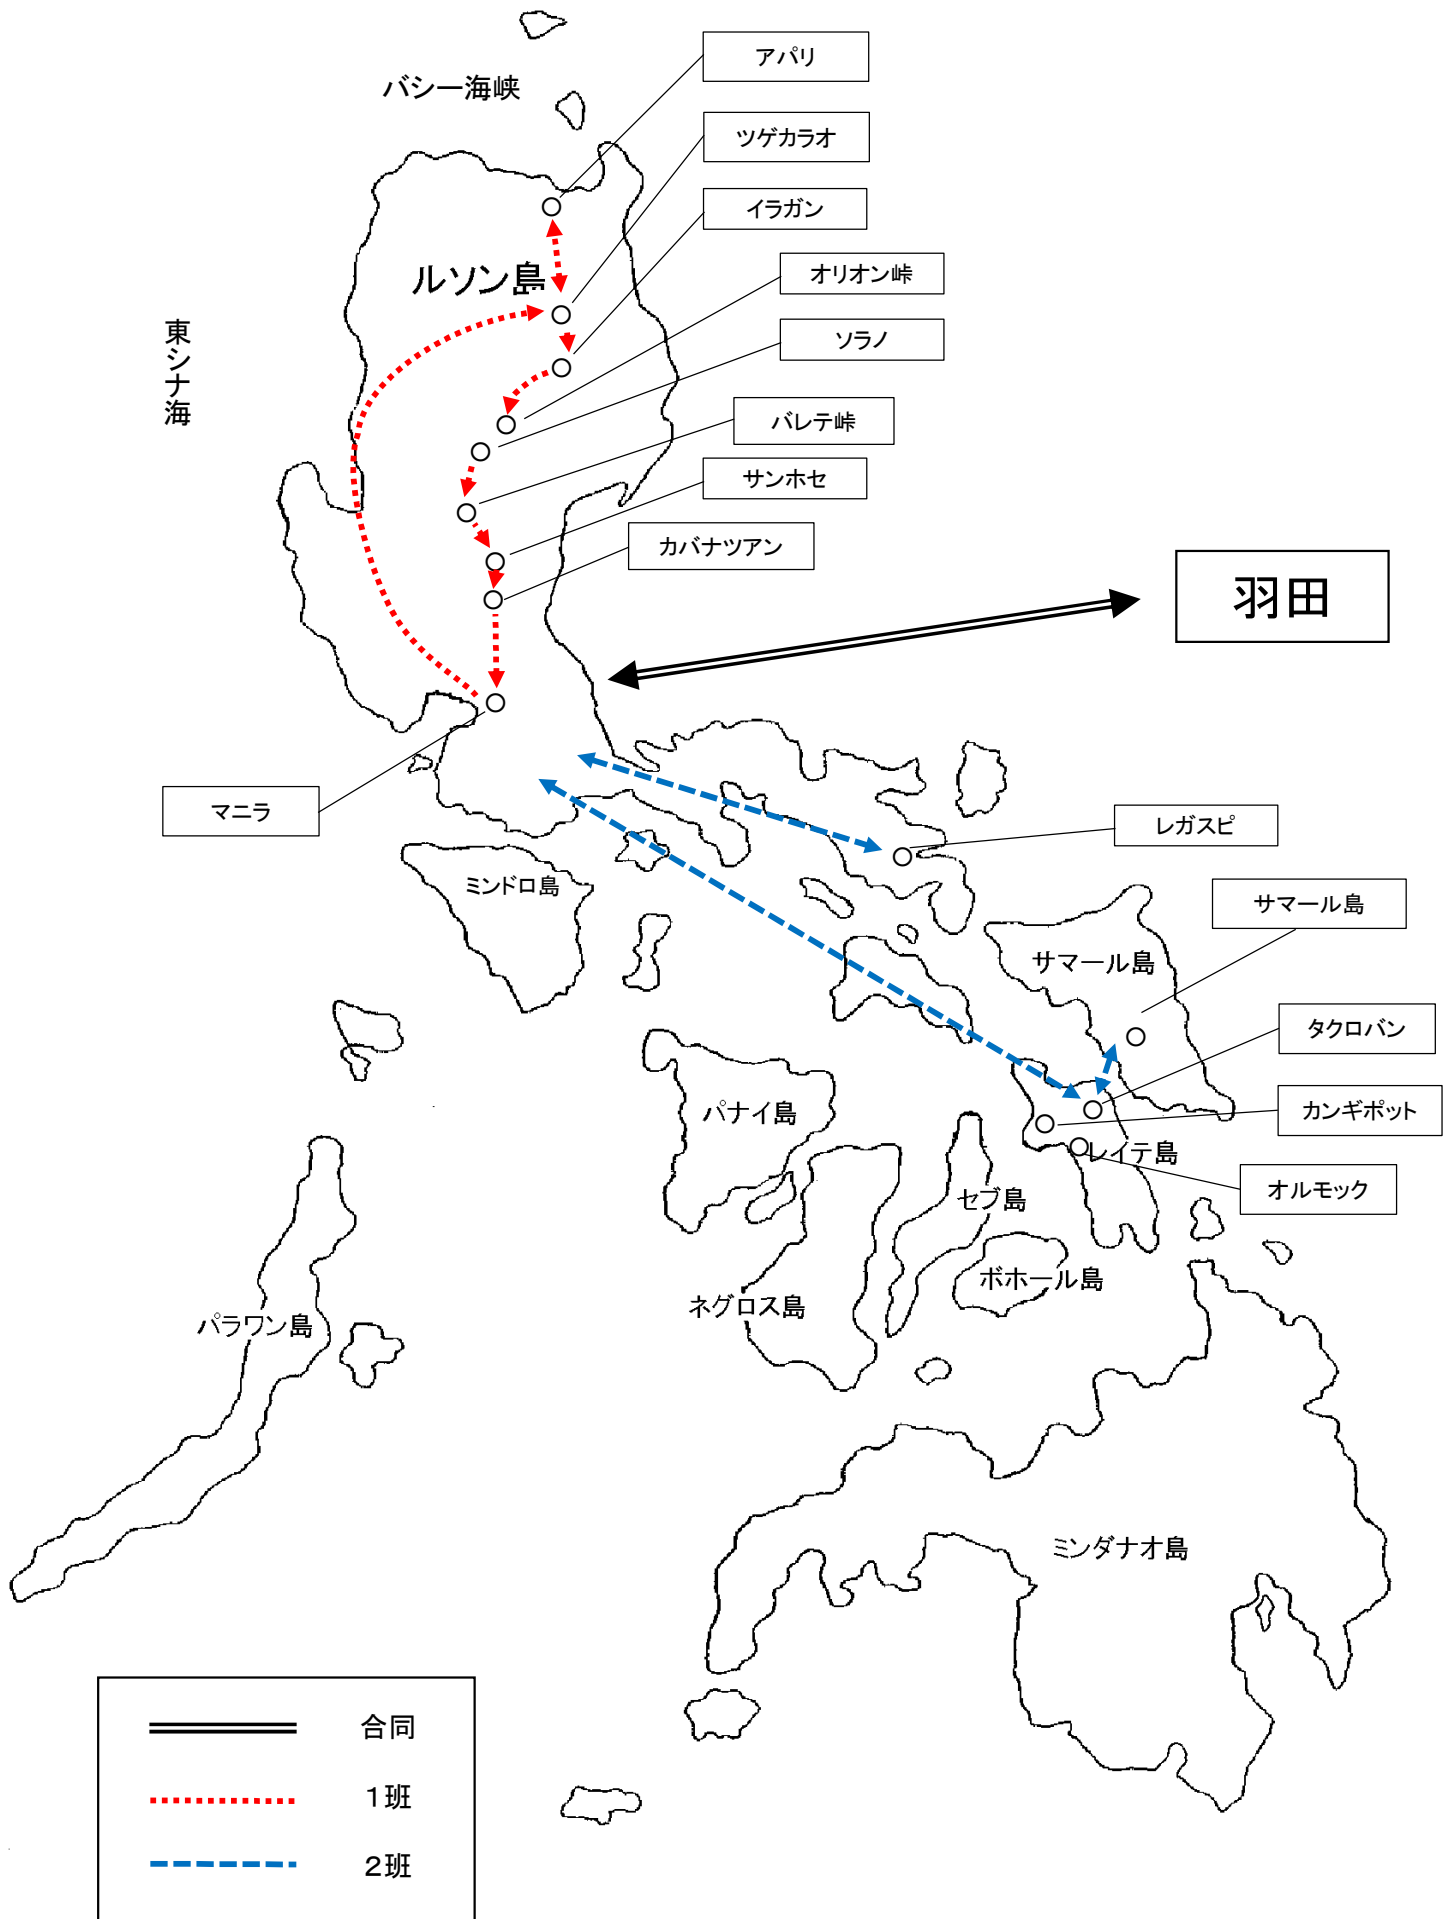 アパリ
バシー海峡
ツゲカラオ
イラガン
オリオン峠
ルソン島
ソラノ
東シナ海
バレテ峠
サンホセ
カバナツアン
羽田
マニラ
レガスピ
ミンドロ島
サマール島
サマール島
タクロバン
パナイ島
カンギポット
レイテ島
オルモック
セブ島
ボホール島
ネグロス島
パラワン島
ミンダナオ島
合同
１班
２班